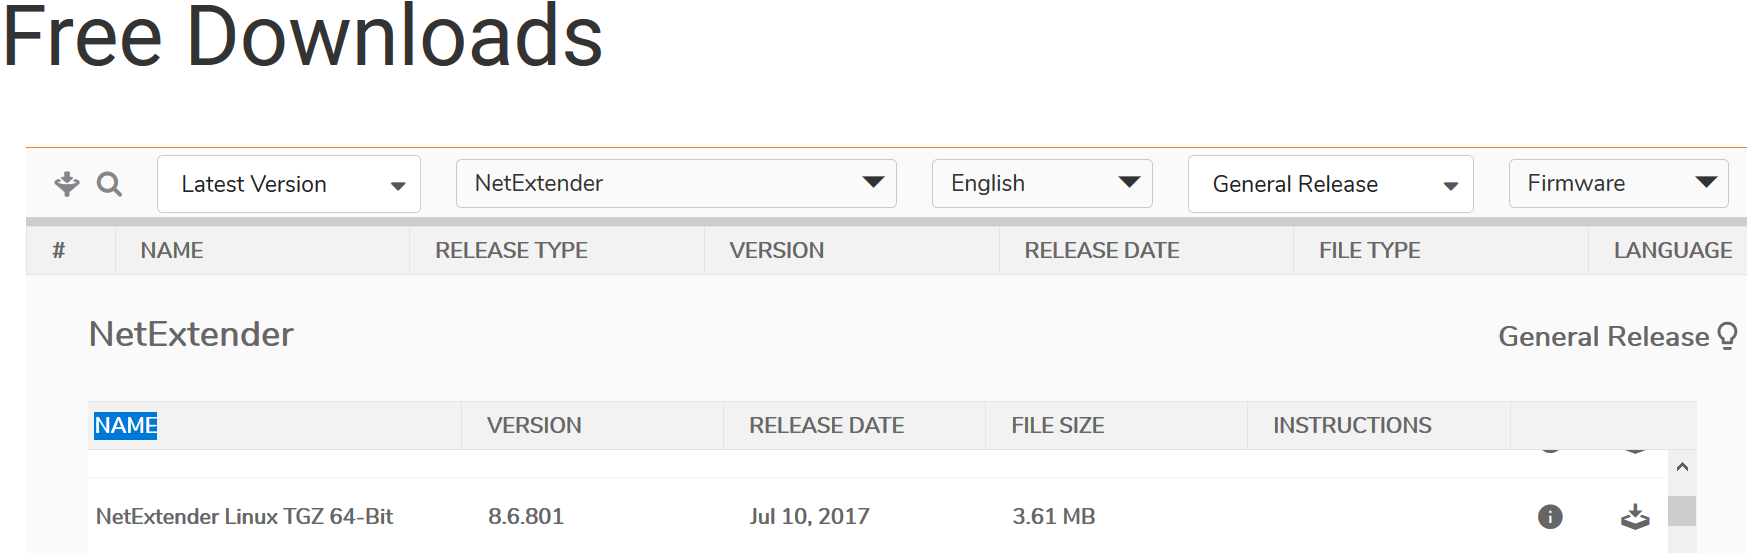 Free Downloads
Latest Version NetExtender English General Release Firmware
# NAME RELEASE TYPE VERSION RELEASE DATE FILE TYPE LANGUAGE
NetExtender General Release
NAME VERSION RELEASE DATE FILE SIZE INSTRUCTIONS
NetExtender Linux TGZ 64-Bit 8.6.801 Jul 10, 2017 3.61 MB